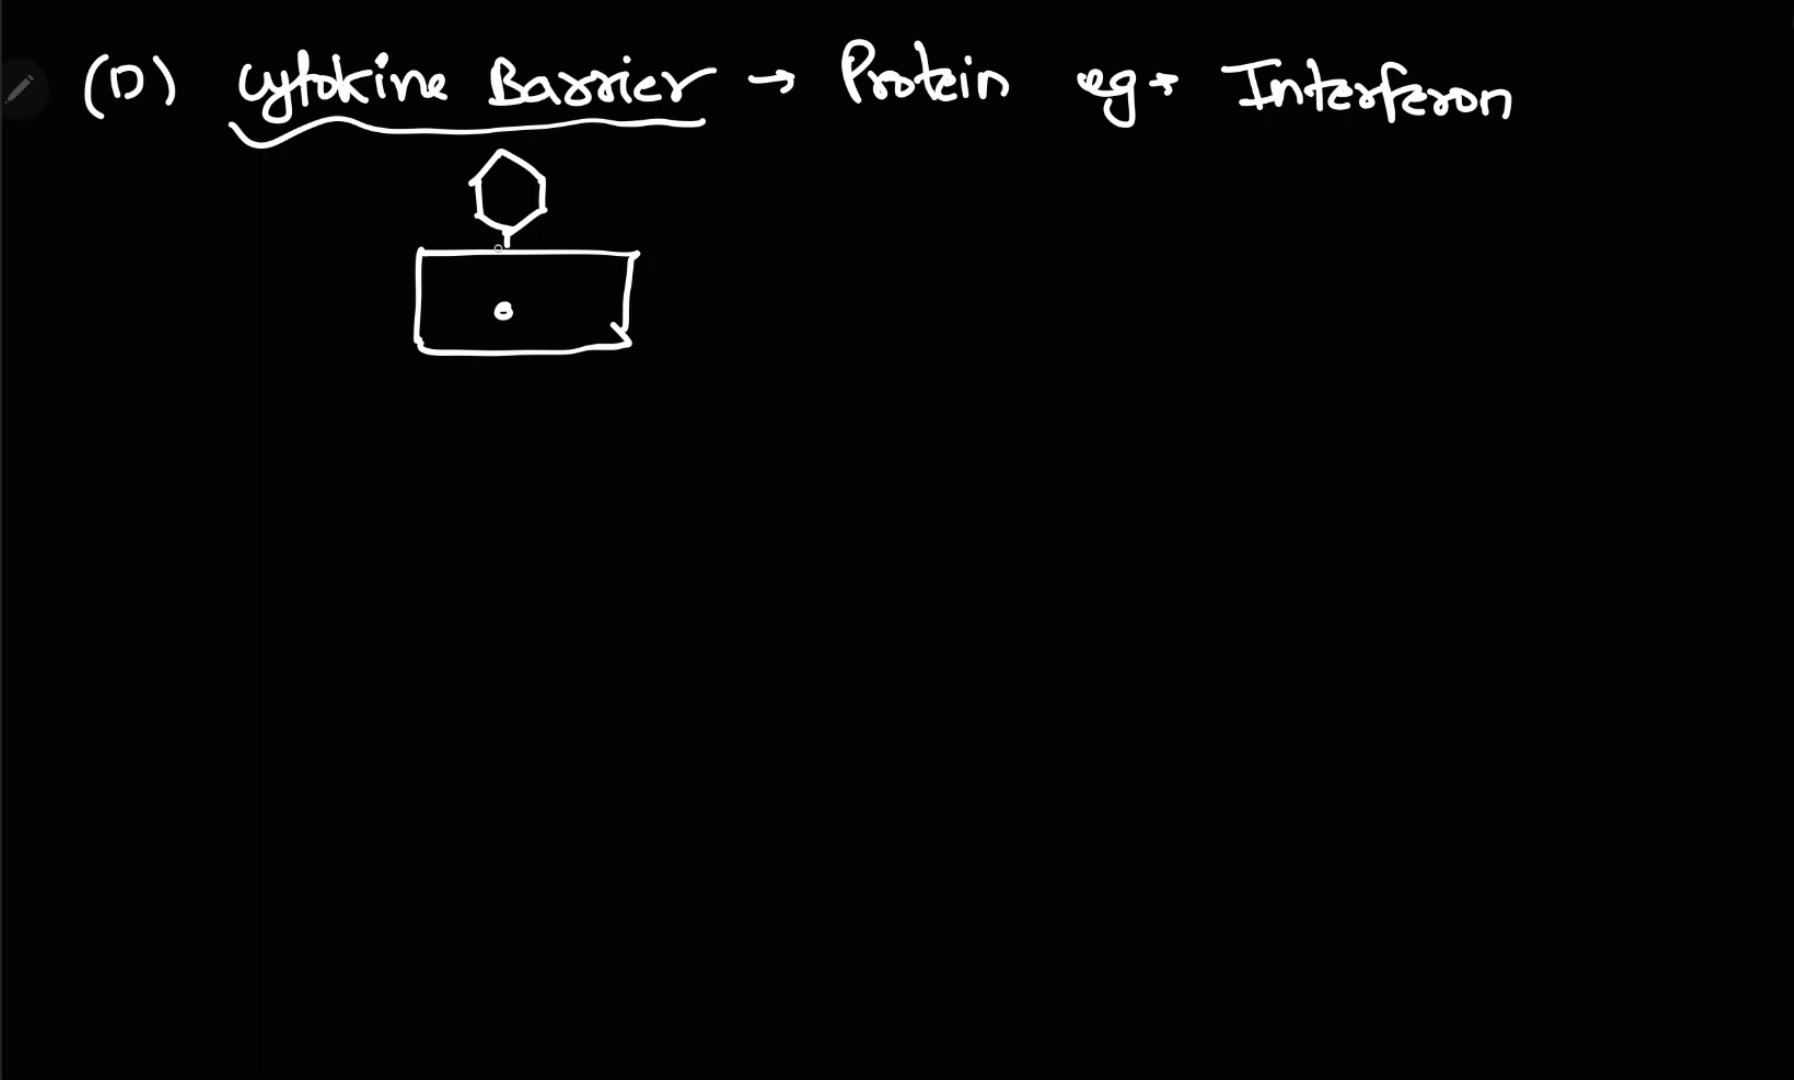 (D) Cytokine Barrier → Protein eg → Interferon